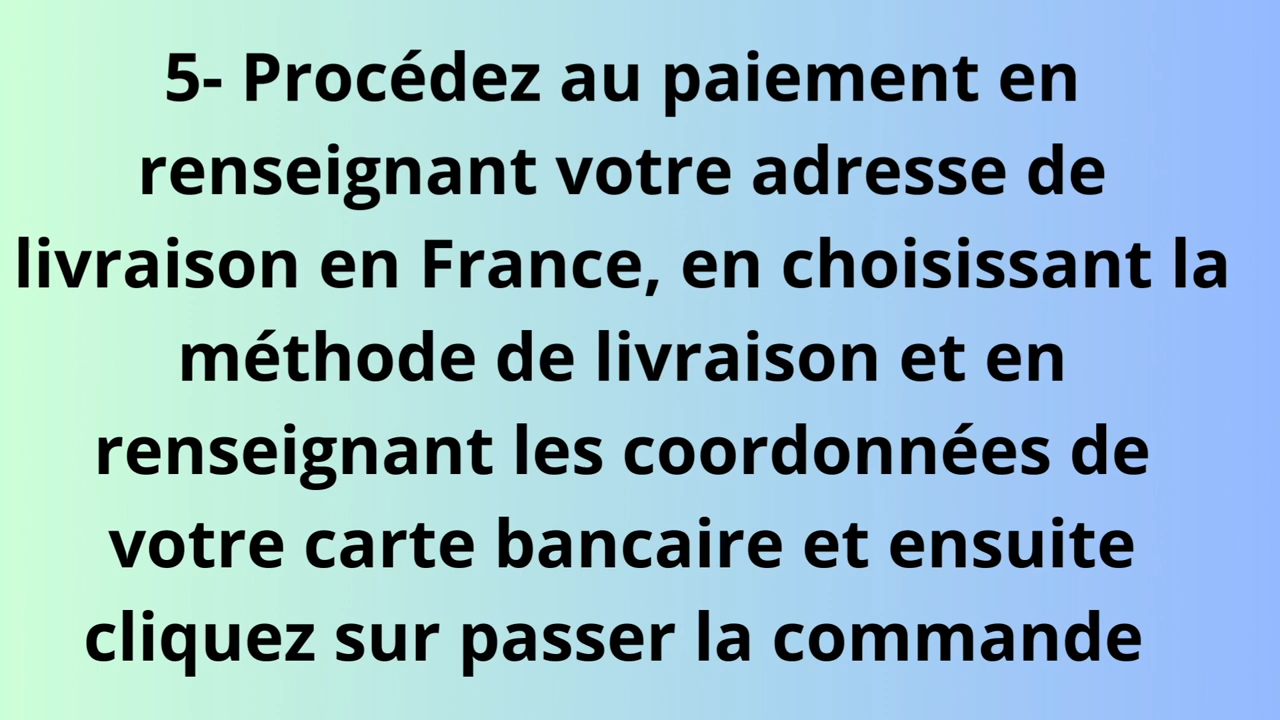 5- Procédez au paiement en
renseignant votre adresse de
livraison en France, en choisissant la
méthode de livraison et en
renseignant les coordonnées de
votre carte bancaire et ensuite
cliquez sur passer la commande